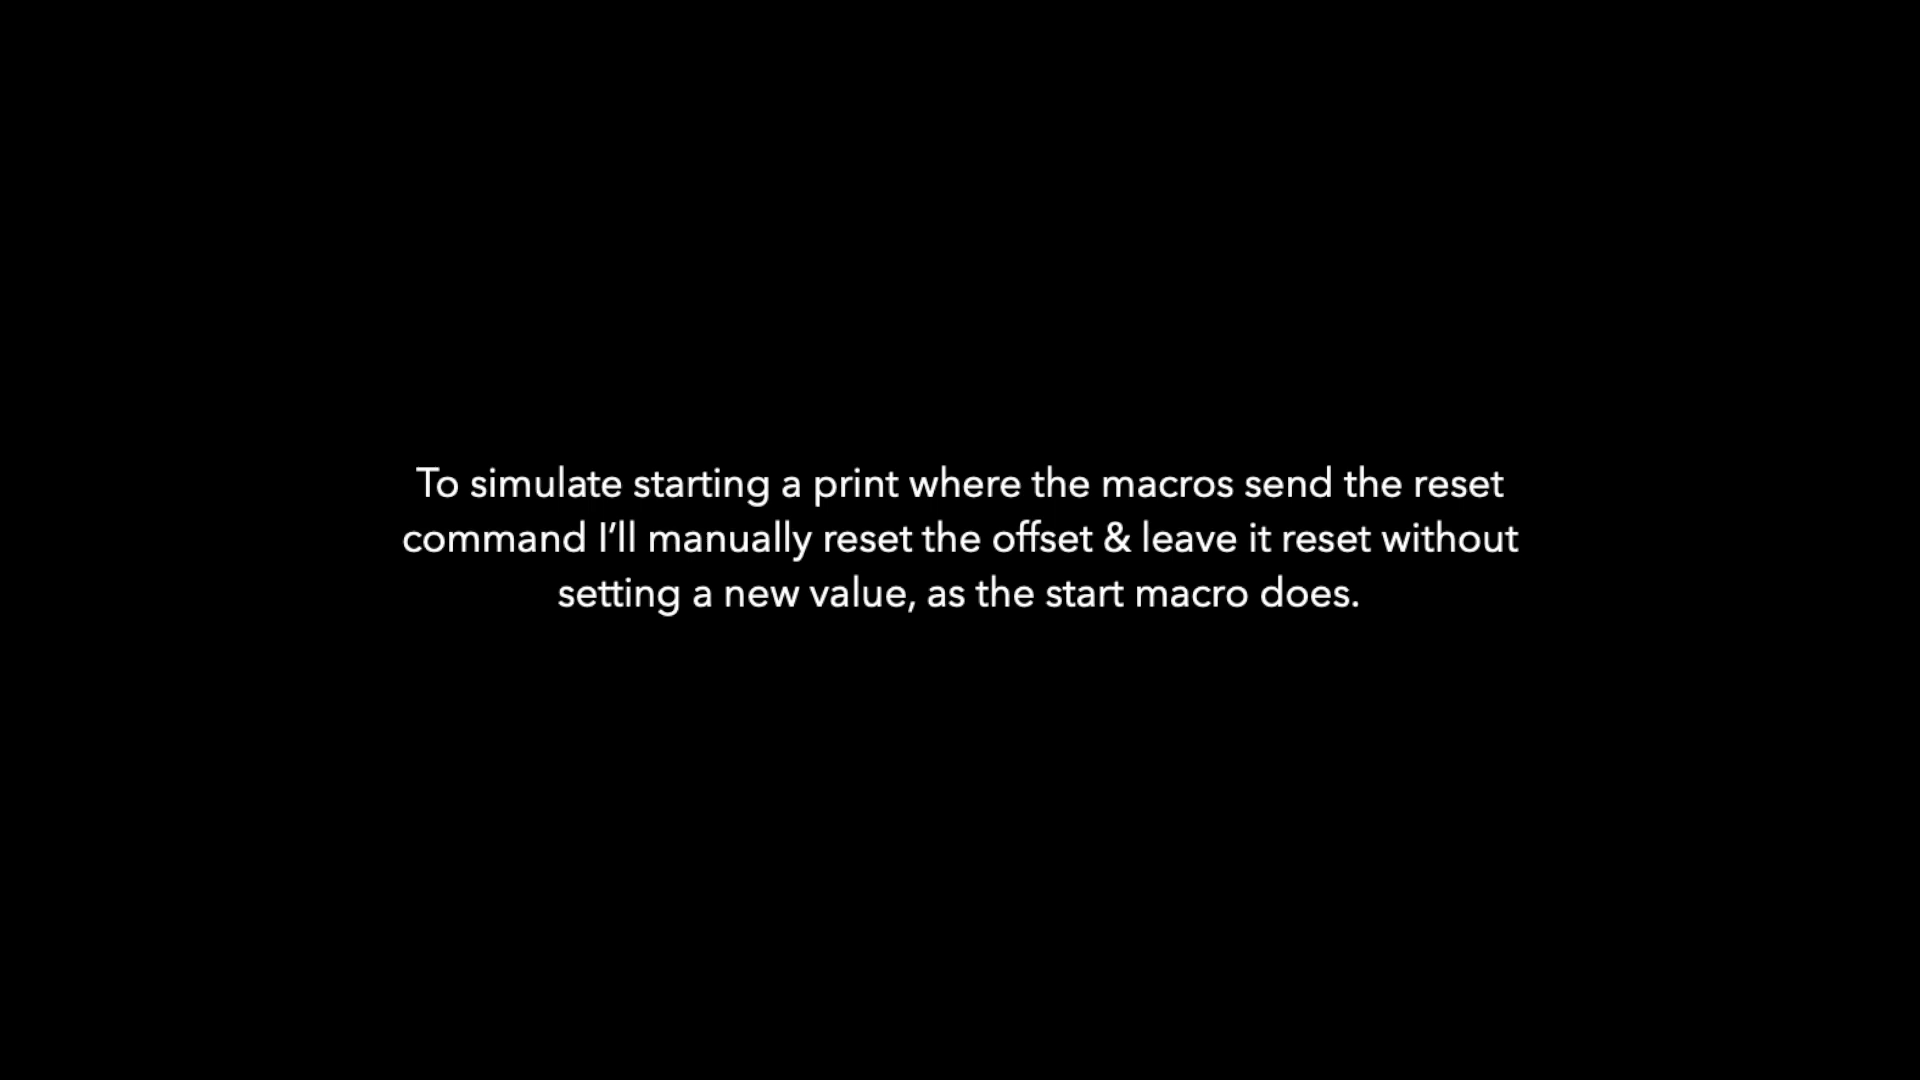 To simulate starting a print where the macros send the reset
command I’ll manually reset the offset & leave it reset without
setting a new value, as the start macro does.